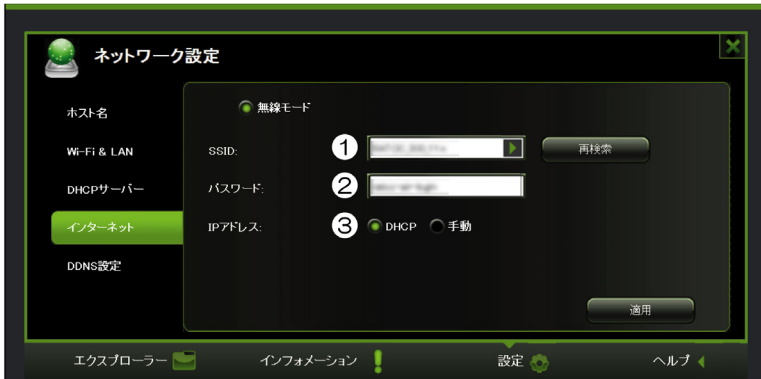 ネットワーク設定
ホスト名
Wi-Fi & LAN
DHCPサーバー
インターネット
DDNS設定
無線モード
SSID: ① 再検索
パスワード: ②
IPアドレス: ③ DHCP 手動
適用
エクスプローラー インフォメーション 設定 ヘルプ